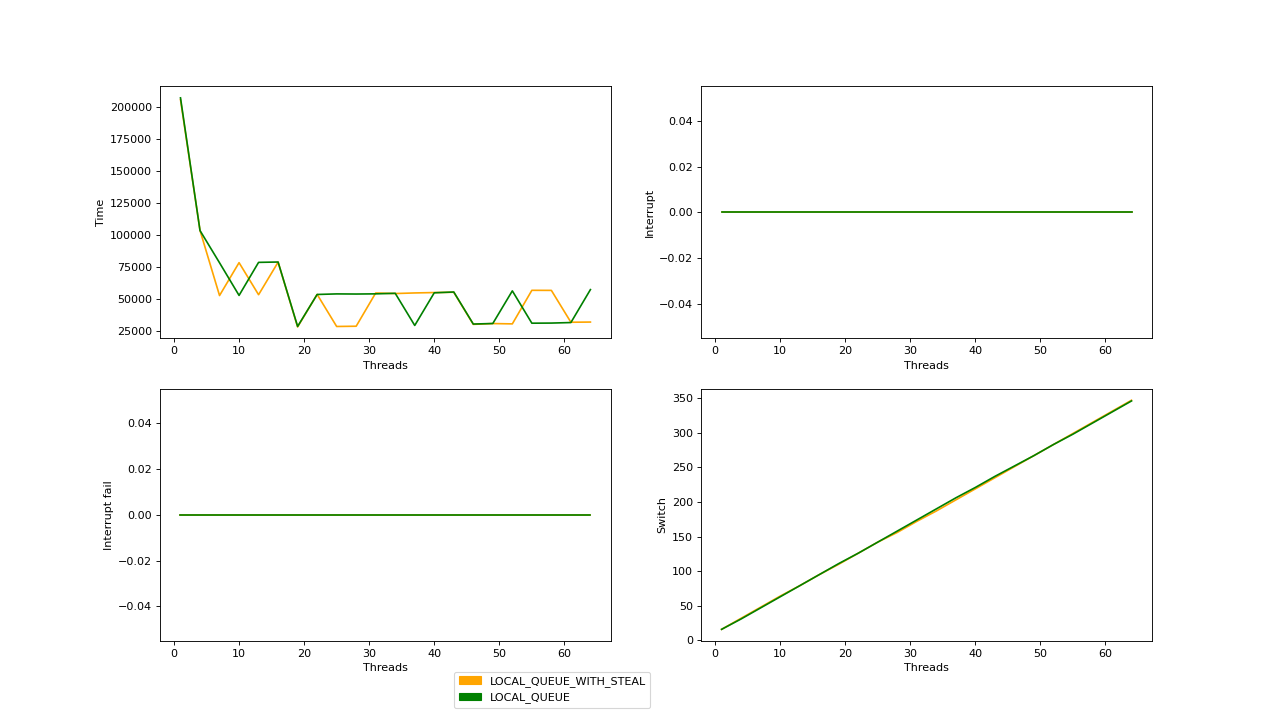 200000
175000
150000
125000
100000
75000
50000
25000
Time
0 10 20 30 40 50 60
Threads
0.04
0.02
0.00
−0.02
−0.04
Interrupt
0 10 20 30 40 50 60
Threads
0.04
0.02
0.00
−0.02
−0.04
Interrupt fail
0 10 20 30 40 50 60
Threads
350
300
250
200
150
100
50
0
Switch
0 10 20 30 40 50 60
Threads
LOCAL_QUEUE_WITH_STEAL
LOCAL_QUEUE